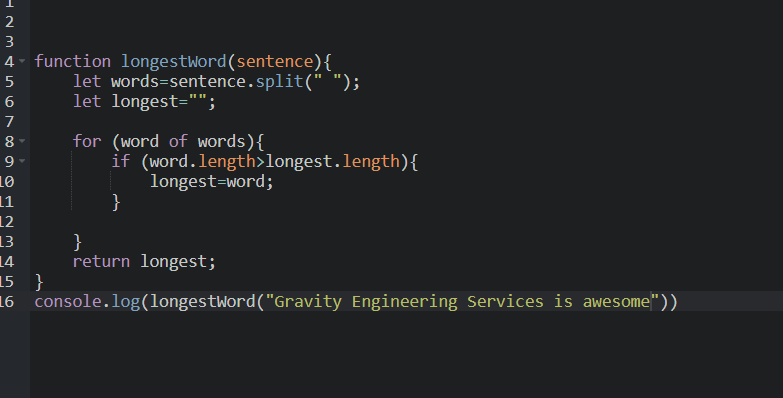 1
2
3
4 function longestWord(sentence){
5     let words=sentence.split(" ");
6     let longest="";
7
8     for (word of words){
9         if (word.length>longest.length){
10             longest=word;
11         }
12
13     }
14     return longest;
15 }
16 console.log(longestWord("Gravity Engineering Services is awesome"))